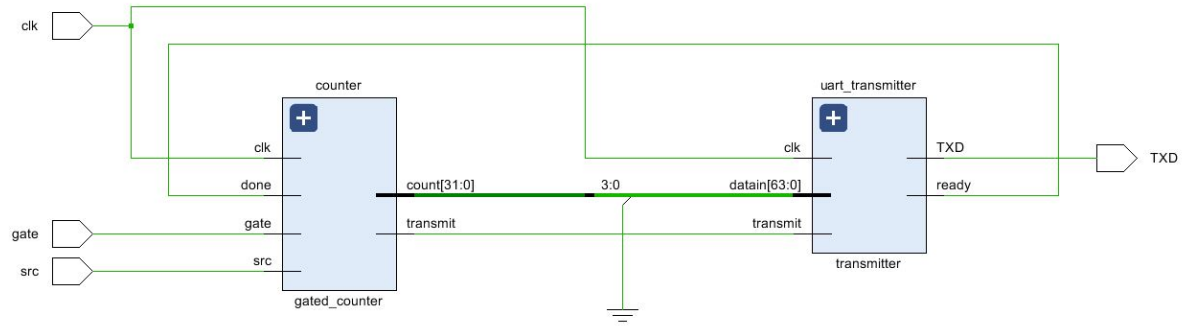 clk
counter
uart_transmitter
clk
clk
TXD
TXD
done
count[31:0]
3:0
datain[63:0]
ready
gate
gate
transmit
transmit
src
src
gated_counter
transmitter